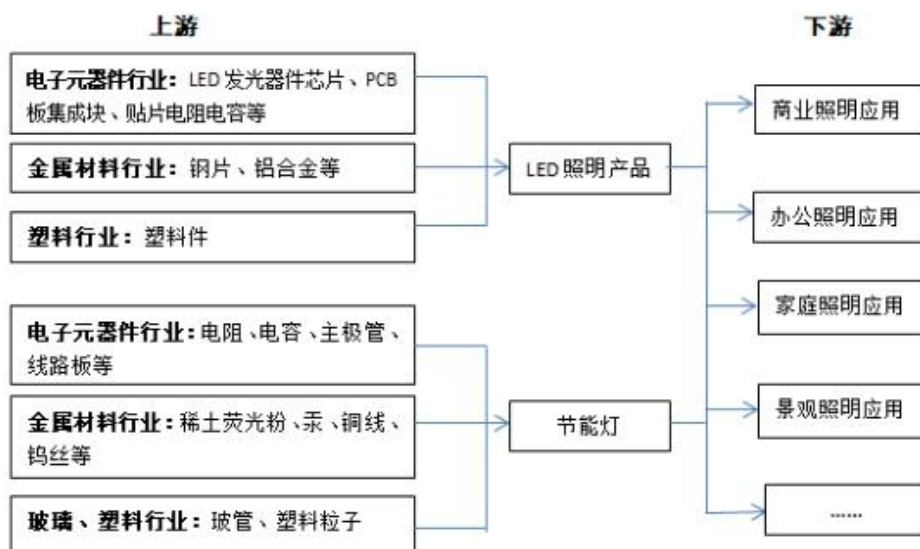 上游
下游
电子元器件行业：LED 发光器件芯片、PCB
板集成块、贴片电阻电容等
金属材料行业：钢片、铝合金等
塑料行业：塑料件
LED 照明产品
商业照明应用
办公照明应用
家庭照明应用
电子元器件行业：电阻、电容、主极管、
线路板等
金属材料行业：稀土荧光粉、汞、铜线、
钨丝等
玻璃、塑料行业：玻管、塑料粒子
节能灯
景观照明应用
……